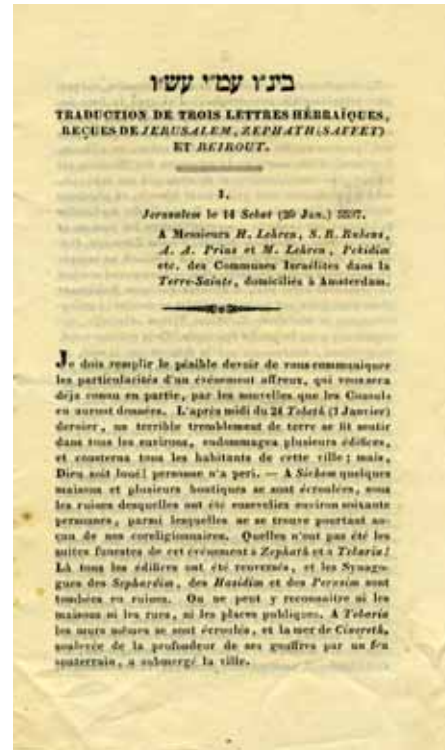 בעו עמי עשו
TRADUCTION DE TROIS LETTRES HÉBRAÏQUES,
REÇUES DE JERUSALEM, ZEPHATH (SAFFET)
ET BEIROUT.
1.
Jerusalem le 14 Sebat (20 Jan.) 5597.
A Messieurs H. Lehren, S. R. Rubens,
A. A. Prins et M. Lehren, Pekidim
etc. des Communes Israélites dans la
Terre-Sainte, domiciliés à Amsterdam.
Je dois remplir le pénible devoir de vous communiquer
les particularités d'un événement affreux, qui vous sera
déja connu en partie, par les nouvelles que les Consuls
en auront données. L'après midi du 24 Tebeth (1 Janvier)
dernier, un terrible tremblement de terre se fit sentir
dans tous les environs, endommagea plusieurs édifices,
et consterna tous les habitants de cette ville; mais,
Dieu soit loué! personne n'a peri. — A Sichem quelques
maisons et plusieurs boutiques se sont écroulées, sous
les ruines desquelles ont été ensevelies environ soixante
personnes, parmi lesquelles ne se trouve pourtant au-
cun de nos coreligionnaires. Quelles n'ont pas été les
suites funestes de cet événement à Zephath et à Tebaria!
Là tous les édifices ont été renversés, et les Synago-
gues des Sephardim, des Hasidim et des Perusim sont
tombées en ruines. On ne peut y reconnaitre ni les
maisons ni les rues, ni les places publiques. A Tebaria
les murs mêmes se sont écroulés, et la mer de Cinereth,
soulevée de la profondeur de ses gouffres par un feu
souterrain, a submergé la ville.